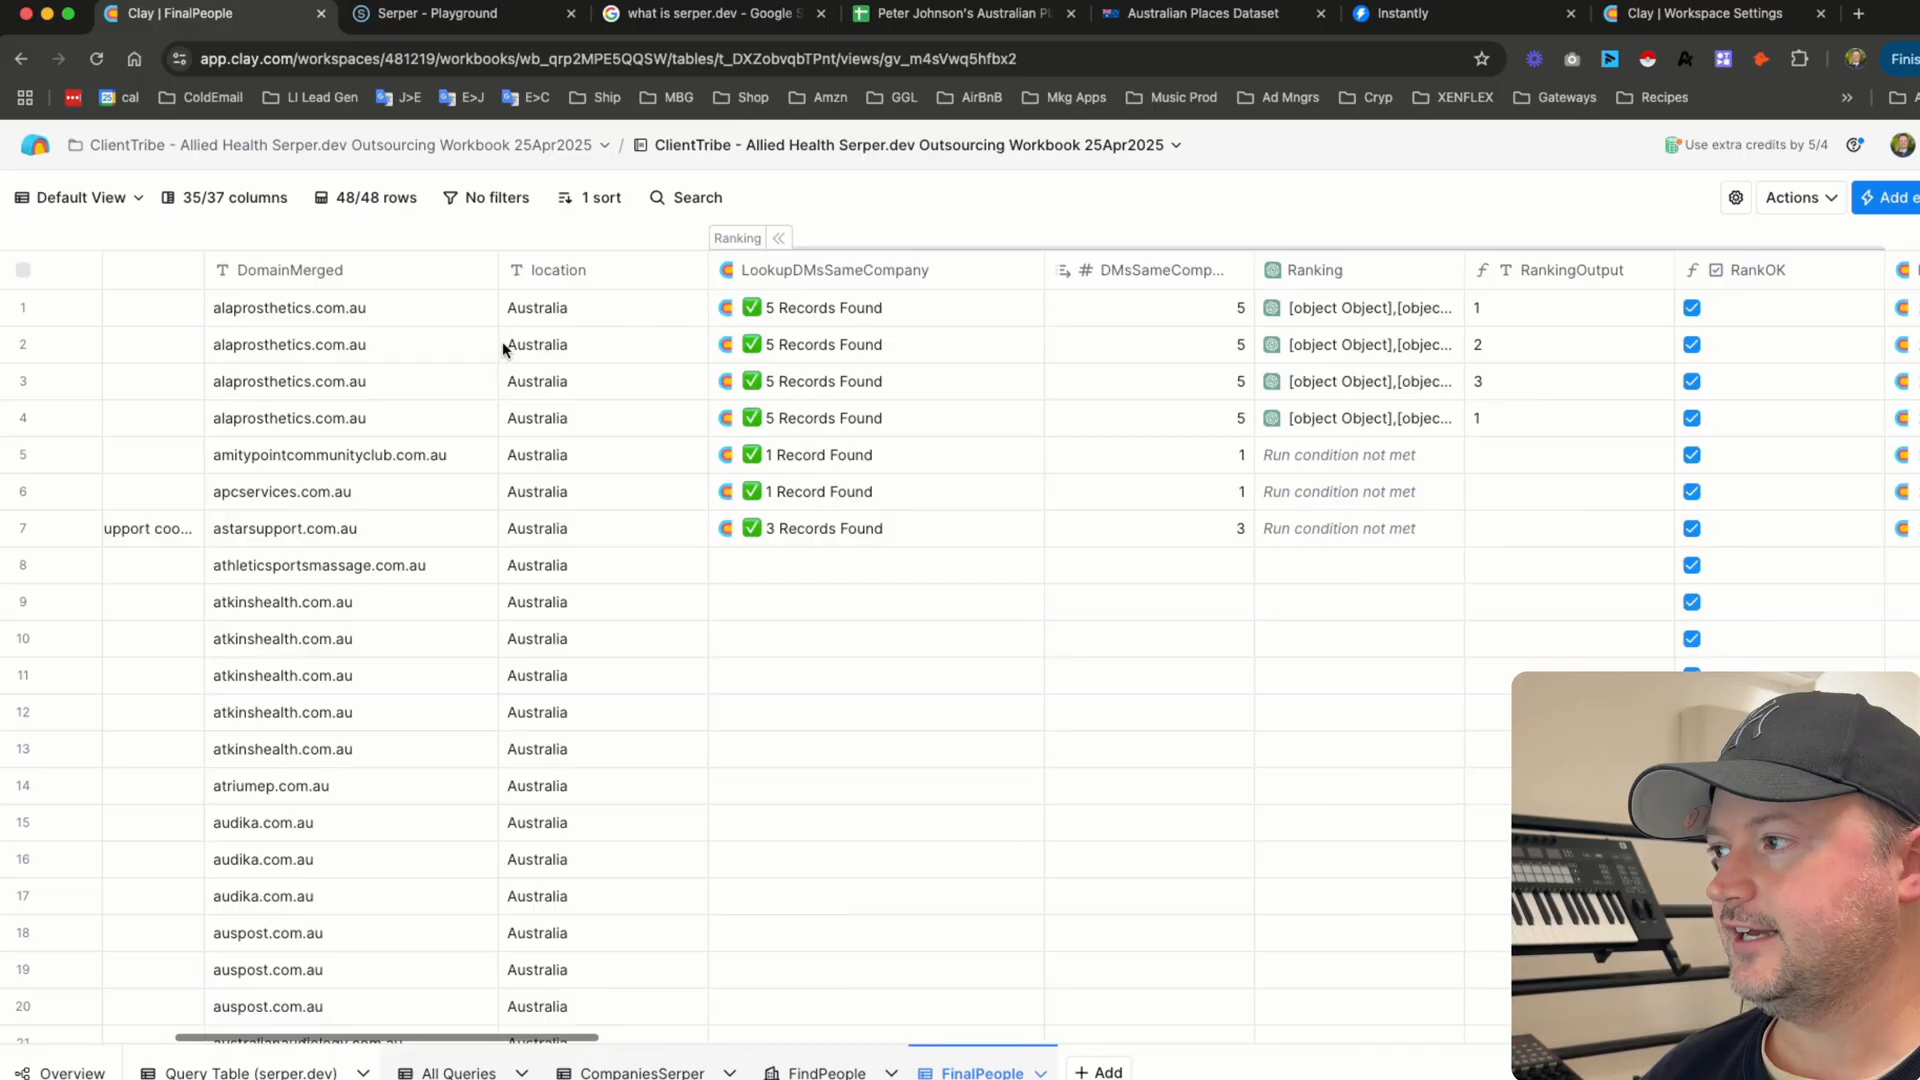 Clay | FinalPeople
Serper - Playground
what is serper.dev - Google S
Peter Johnson's Australian Pl
Australian Places Dataset
Instantly
Clay | Workspace Settings
app.clay.com/workspaces/481219/workbooks/wb_qrp2MPE5QQSW/tables/t_DXZobvqbTPnt/views/gv_m4sVwq5hfbx2
Finis
cal
ColdEmail
LI Lead Gen
J>E
E>J
E>C
Ship
MBG
Shop
Amzn
GGL
AirBnB
Mkg Apps
Music Prod
Ad Mngrs
Cryp
XENFLEX
Gateways
Recipes
ClientTribe - Allied Health Serper.dev Outsourcing Workbook 25Apr2025 / ClientTribe - Allied Health Serper.dev Outsourcing Workbook 25Apr2025
Use extra credits by 5/4
Default View
35/37 columns
48/48 rows
No filters
1 sort
Search
Actions
Add e
Ranking
DomainMerged
location
LookupDMsSameCompany
DMsSameComp...
Ranking
RankingOutput
RankOK
1 alaprosthetics.com.au Australia 5 Records Found 5 [object Object],[objec... 1
2 alaprosthetics.com.au Australia 5 Records Found 5 [object Object],[objec... 2
3 alaprosthetics.com.au Australia 5 Records Found 5 [object Object],[objec... 3
4 alaprosthetics.com.au Australia 5 Records Found 5 [object Object],[objec... 1
5 amitypointcommunityclub.com.au Australia 1 Record Found 1 Run condition not met
6 apcservices.com.au Australia 1 Record Found 1 Run condition not met
7 upport coo... astarsupport.com.au Australia 3 Records Found 3 Run condition not met
8 athleticsportsmassage.com.au Australia
9 atkinshealth.com.au Australia
10 atkinshealth.com.au Australia
11 atkinshealth.com.au Australia
12 atkinshealth.com.au Australia
13 atkinshealth.com.au Australia
14 atriumep.com.au Australia
15 audika.com.au Australia
16 audika.com.au Australia
17 audika.com.au Australia
18 auspost.com.au Australia
19 auspost.com.au Australia
20 auspost.com.au Australia
21 australianaudiology.com.au Australia
Overview
Query Table (serper.dev)
All Queries
CompaniesSerper
FindPeople
FinalPeople
+ Add